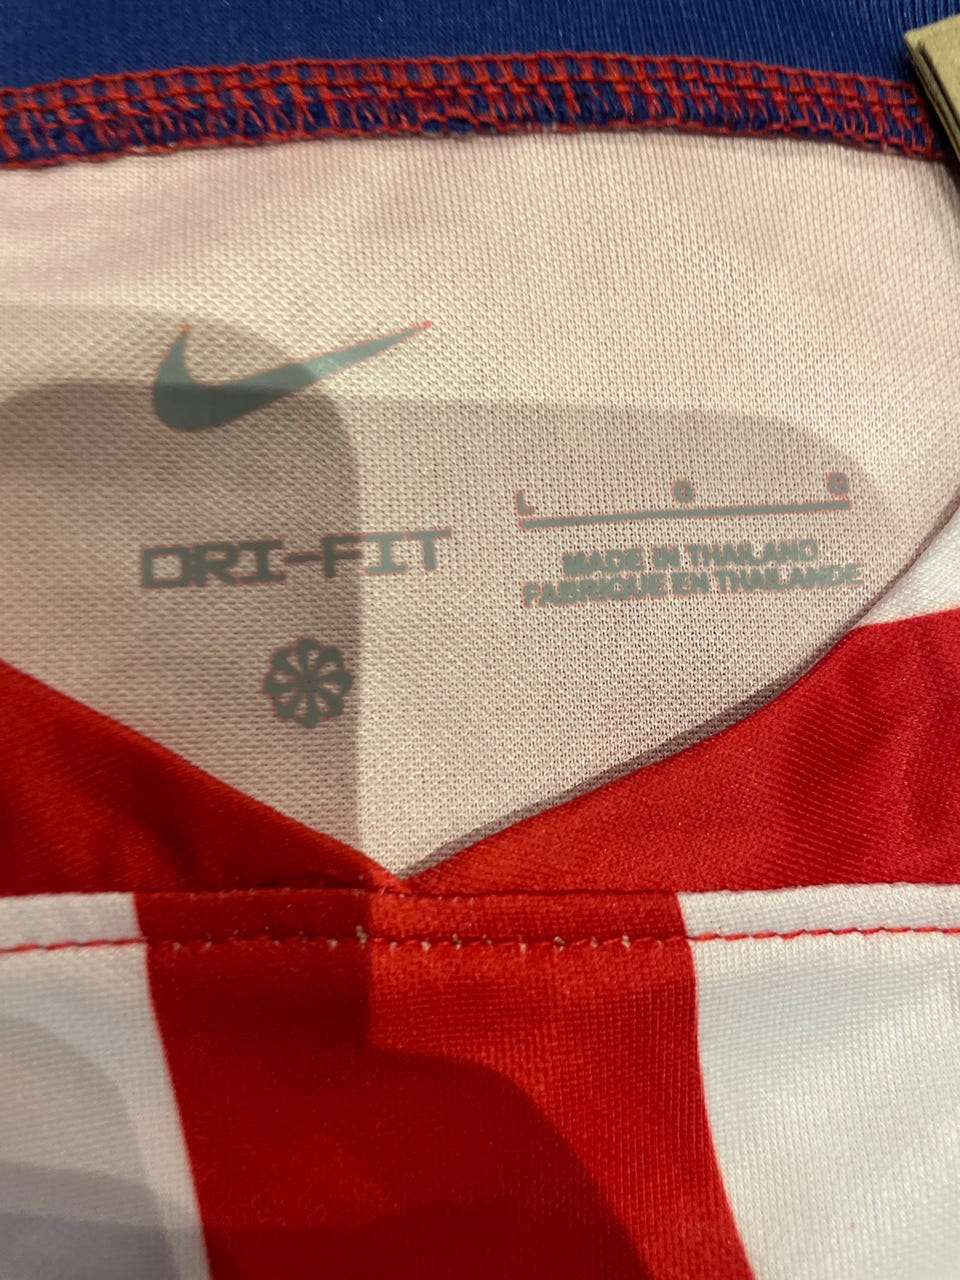 DRI-FIT
L G G
MADE IN THAILAND
FABRIQUE EN THAILANDE